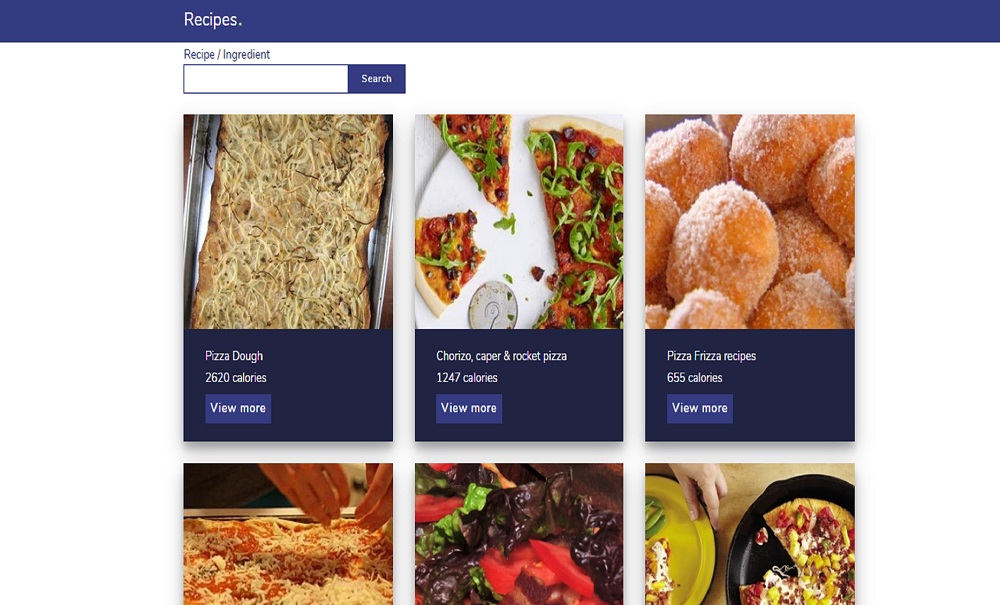 Recipes.
Recipe / Ingredient
Search
Pizza Dough
2620 calories
View more
Chorizo, caper & rocket pizza
1247 calories
View more
Pizza Frizza recipes
655 calories
View more